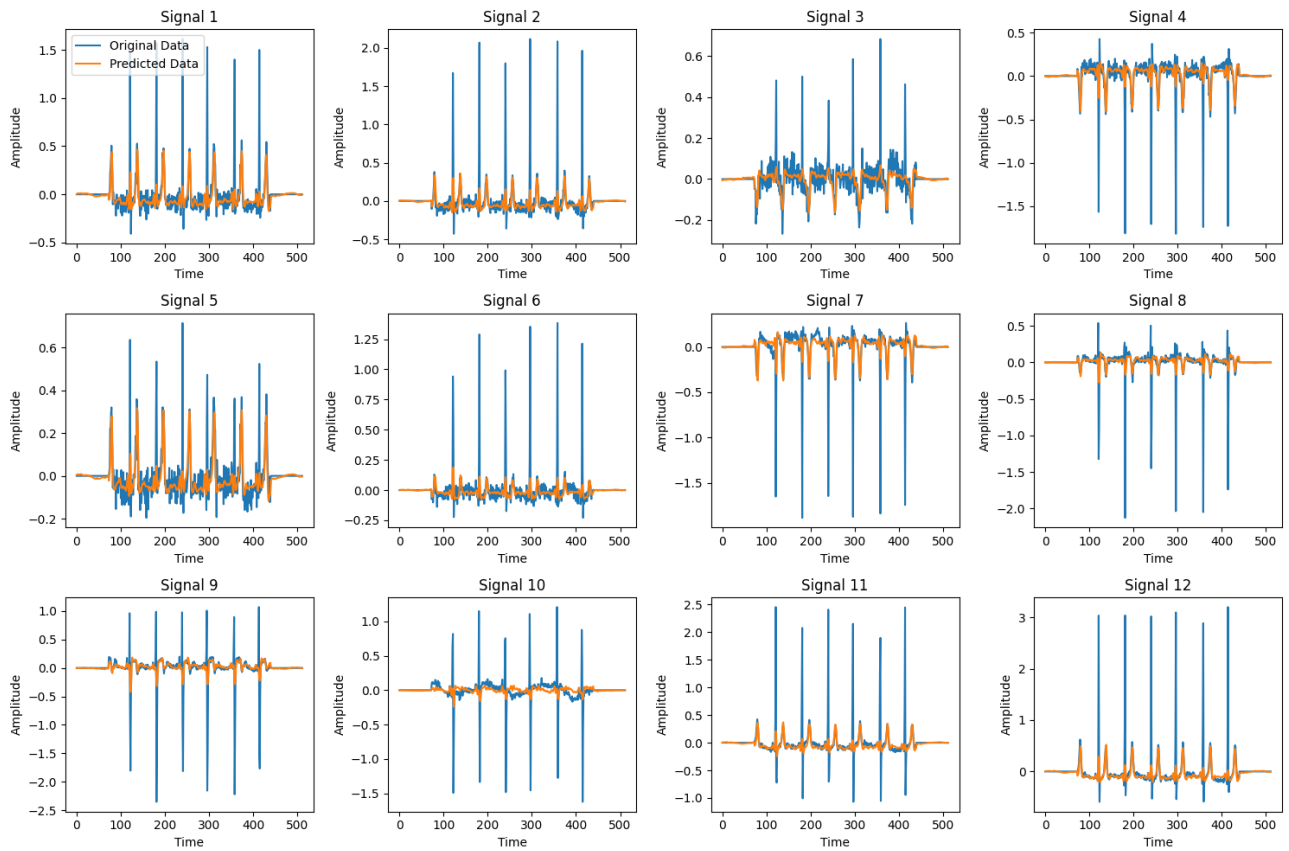 Signal 1
Signal 2
Signal 3
Signal 4
Original Data
Predicted Data
1.5
1.0
0.5
0.0
−0.5
Amplitude
0 100 200 300 400 500
Time
2.0
1.5
1.0
0.5
0.0
−0.5
Amplitude
0 100 200 300 400 500
Time
0.6
0.4
0.2
0.0
−0.2
Amplitude
0 100 200 300 400 500
Time
0.5
0.0
−0.5
−1.0
−1.5
Amplitude
0 100 200 300 400 500
Time
Signal 5
Signal 6
Signal 7
Signal 8
0.6
0.4
0.2
0.0
−0.2
Amplitude
0 100 200 300 400 500
Time
1.25
1.00
0.75
0.50
0.25
0.00
−0.25
Amplitude
0 100 200 300 400 500
Time
0.0
−0.5
−1.0
−1.5
Amplitude
0 100 200 300 400 500
Time
0.5
0.0
−0.5
−1.0
−1.5
−2.0
Amplitude
0 100 200 300 400 500
Time
Signal 9
Signal 10
Signal 11
Signal 12
1.0
0.5
0.0
−0.5
−1.0
−1.5
−2.0
−2.5
Amplitude
0 100 200 300 400 500
Time
1.0
0.5
0.0
−0.5
−1.0
−1.5
Amplitude
0 100 200 300 400 500
Time
2.5
2.0
1.5
1.0
0.5
0.0
−0.5
−1.0
Amplitude
0 100 200 300 400 500
Time
3
2
1
0
Amplitude
0 100 200 300 400 500
Time